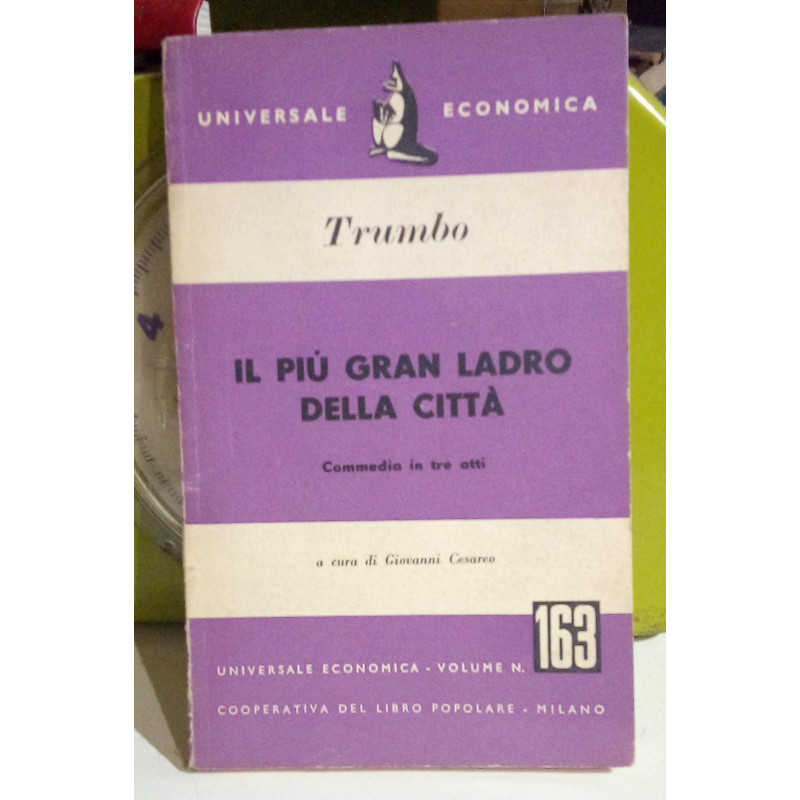 UNIVERSALE ECONOMICA
Trumbo
IL PIÚ GRAN LADRO
DELLA CITTÀ
Commedia in tre atti
a cura di Giovanni Cesareo
UNIVERSALE ECONOMICA - VOLUME N. 163
COOPERATIVA DEL LIBRO POPOLARE - MILANO
4